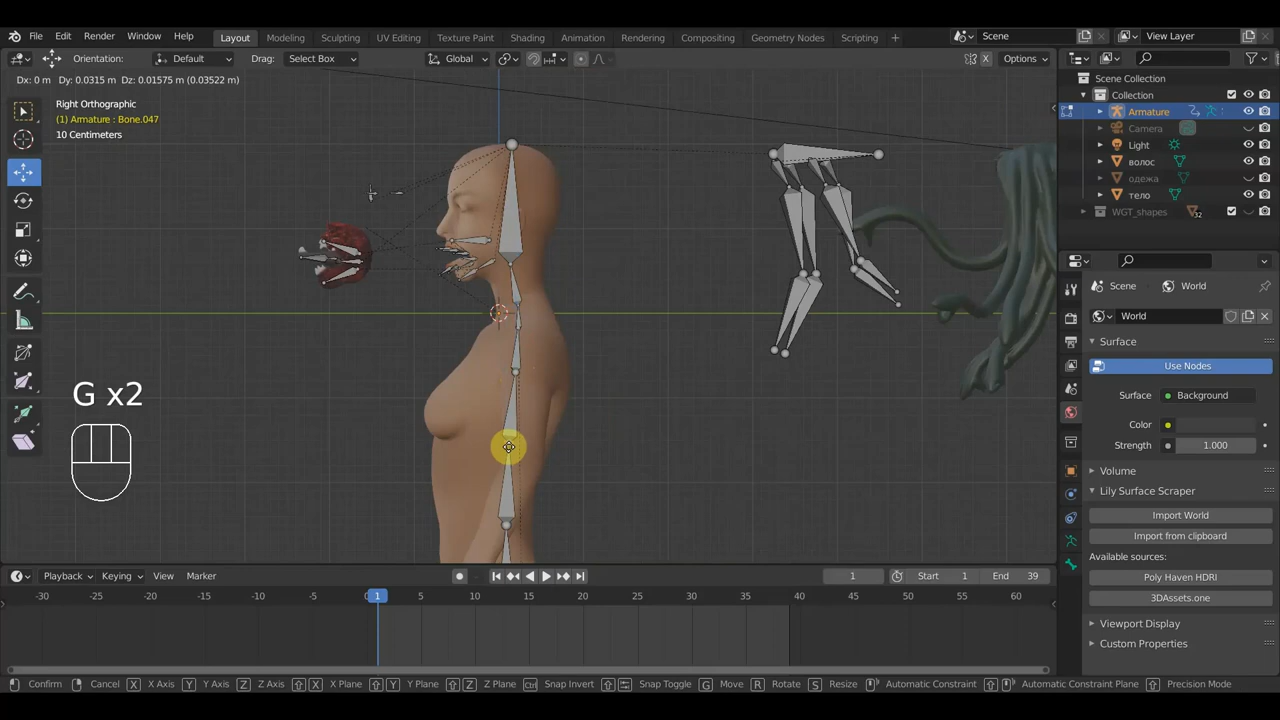 File Edit Render Window Help Layout Modeling Sculpting UV Editing Texture Paint Shading Animation Rendering Compositing Geometry Nodes Scripting + Scene View Layer
Orientation: Default Drag: Select Box Global X Options
Dx: 0 m Dy: 0.0315 m Dz: 0.01575 m (0.03522 m)
Right Orthographic
(1) Armature : Bone.047
10 Centimeters
G x2
Scene Collection
Collection
Armature
Camera
Light
волос
одежа
тело
WGT_shapes 32
Scene World
World
Surface
Use Nodes
Surface Background
Color
Strength 1.000
Volume
Lily Surface Scraper
Import World
Import from clipboard
Available sources:
Poly Haven HDRI
3DAssets.one
Viewport Display
Custom Properties
Playback Keying View Marker 1 Start 1 End 39
-30 -25 -20 -15 -10 -5 0 1 5 10 15 20 25 30 35 40 45 50 55 60
Confirm Cancel X X Axis Y Y Axis Z Z Axis X X Plane Y Y Plane Z Z Plane Ctrl Snap Invert Snap Toggle G Move R Rotate S Resize Automatic Constraint Automatic Constraint Plane Precision Mode